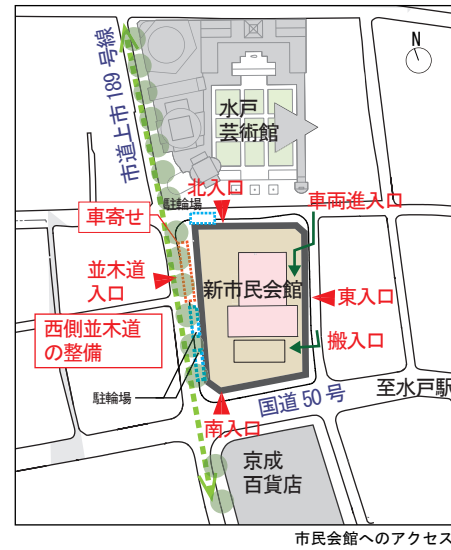 N
市道上市189号線
水戸
芸術館
北入口
車両進入口
駐輪場
車寄せ
並木道
入口
新市民会館
東入口
西側並木道
の整備
搬入口
駐輪場
国道50号
至水戸駅
南入口
京成
百貨店
市民会館へのアクセス